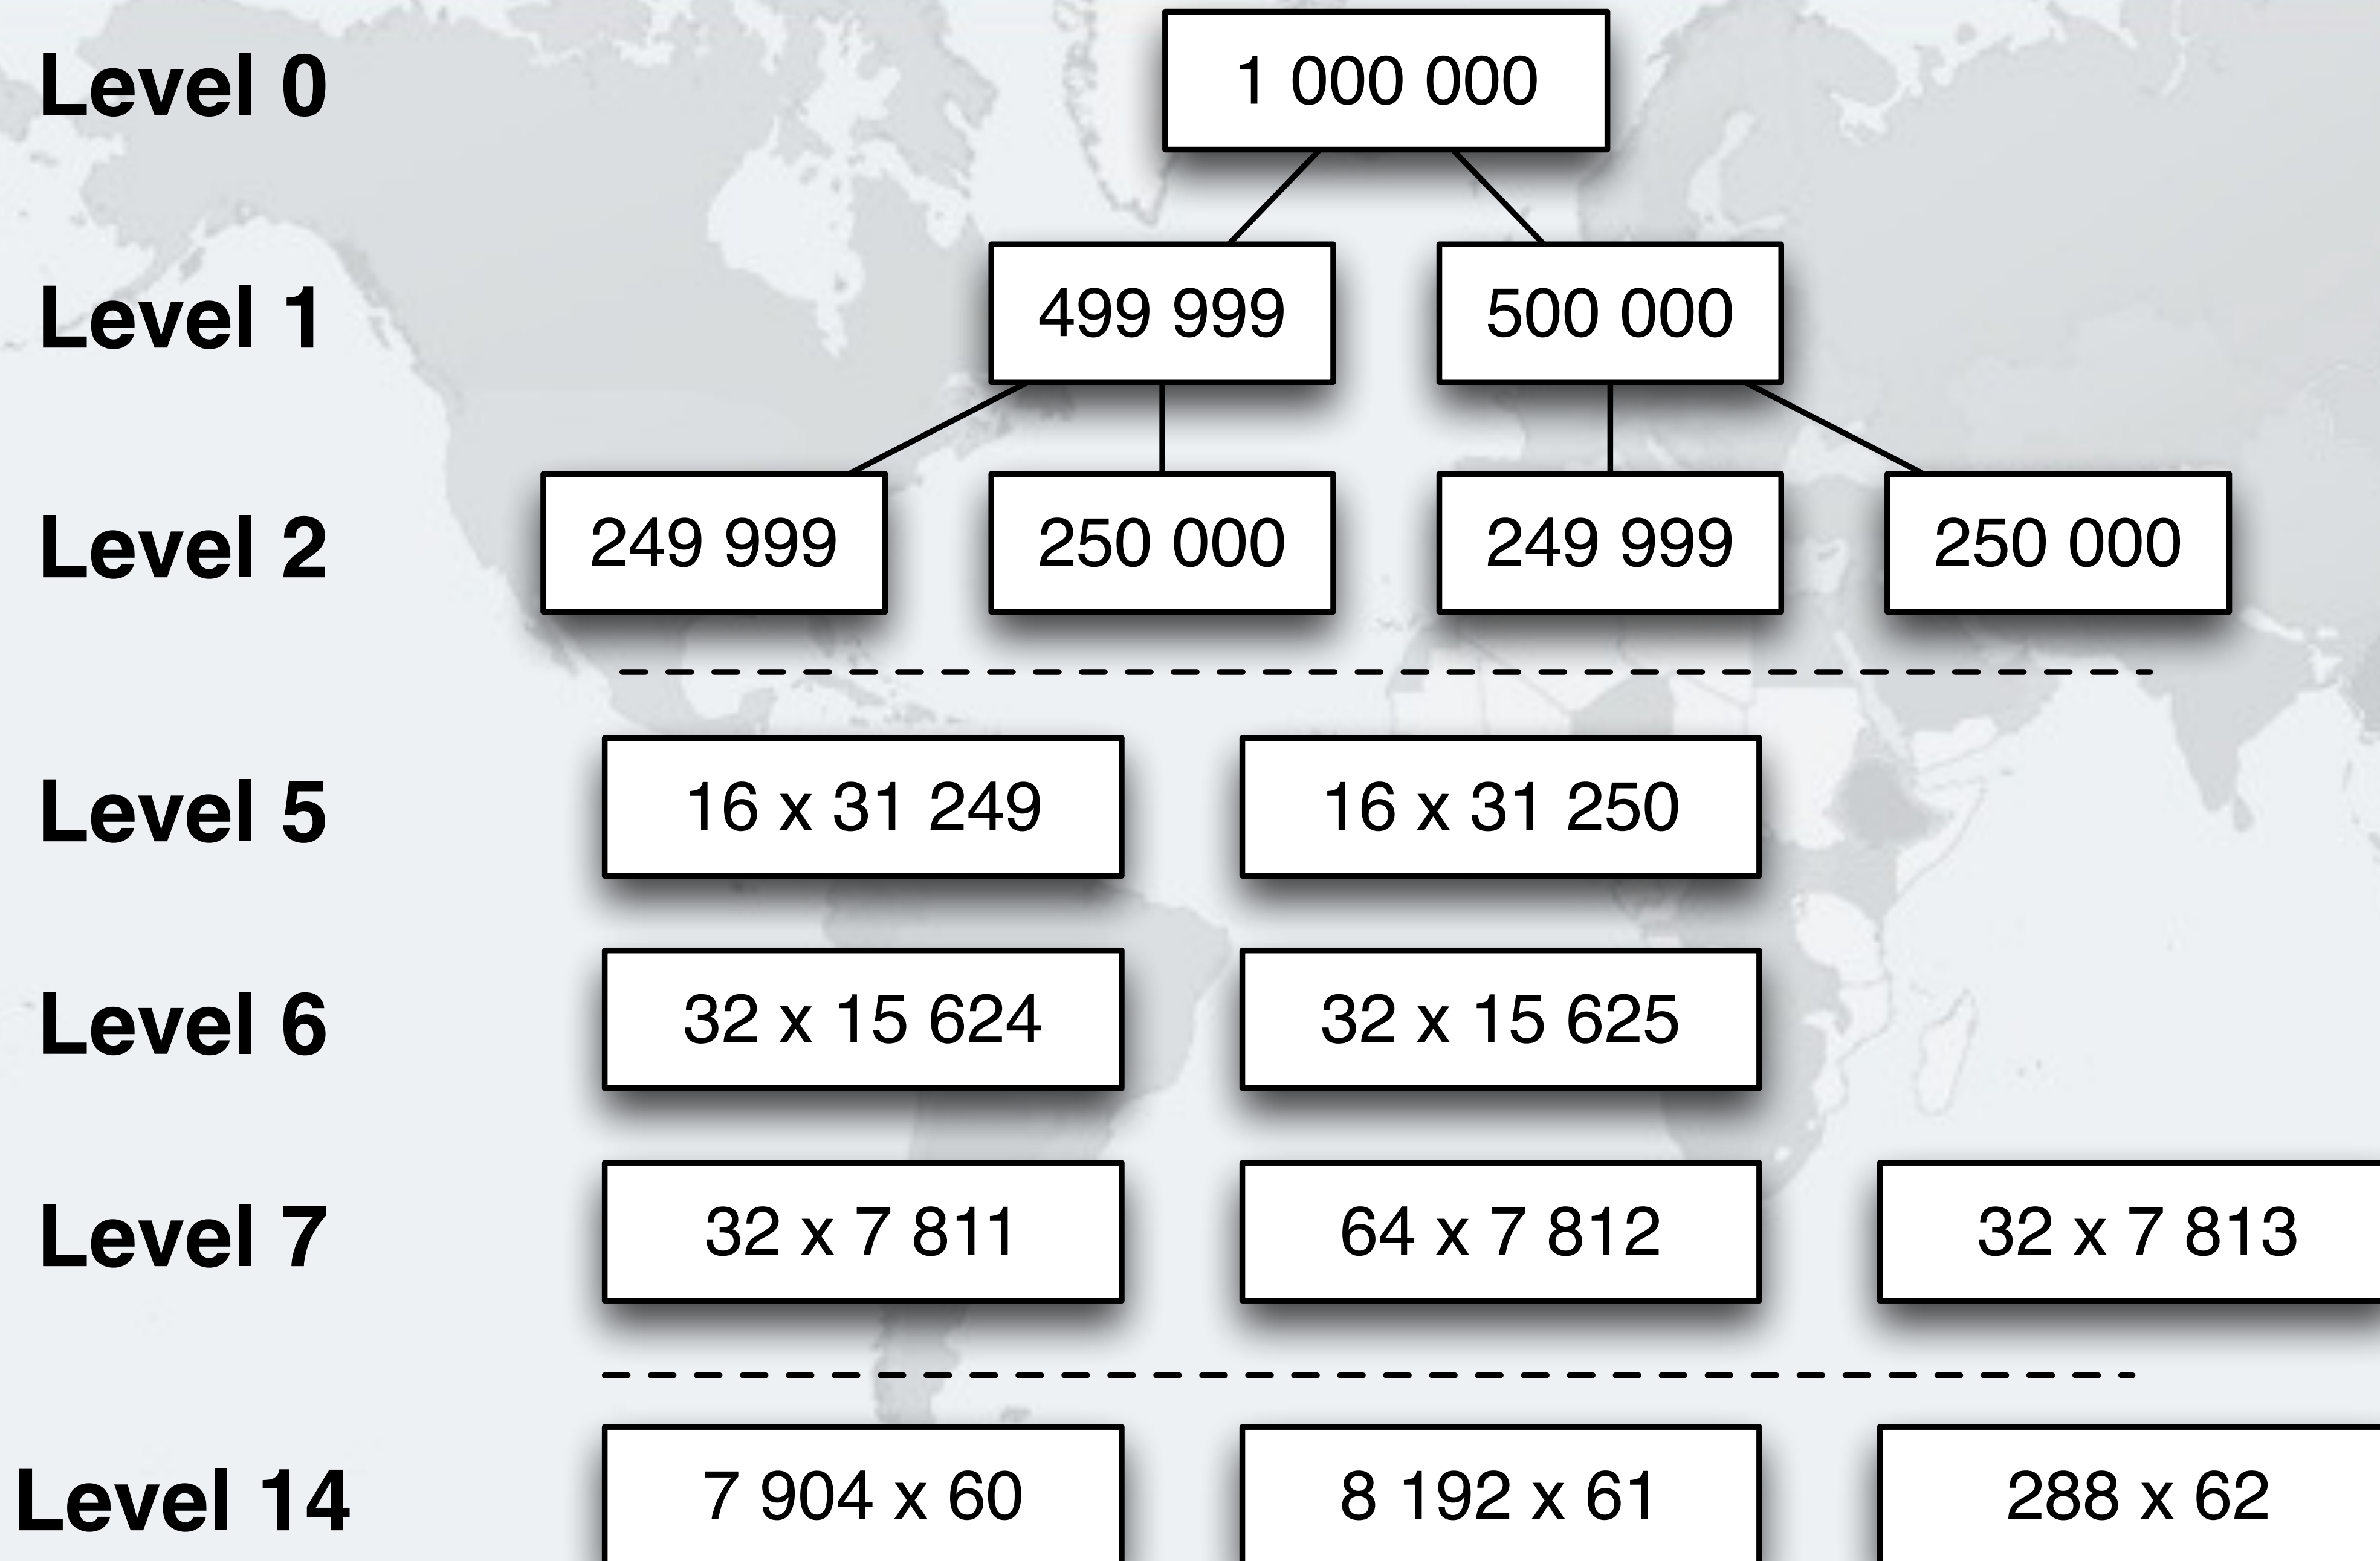 Level 0
1 000 000
Level 1
499 999
500 000
Level 2
249 999
250 000
249 999
250 000
Level 5
16 x 31 249
16 x 31 250
Level 6
32 x 15 624
32 x 15 625
Level 7
32 x 7 811
64 x 7 812
32 x 7 813
Level 14
7 904 x 60
8 192 x 61
288 x 62